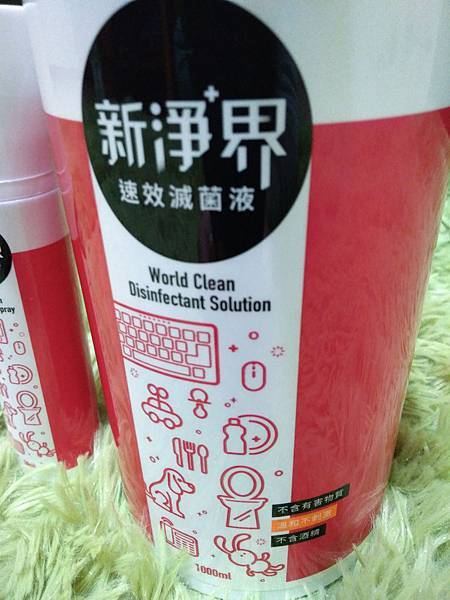 新淨界
速效滅菌液
World Clean
Disinfectant Solution
不含有害物質
溫和不刺激
不含酒精
1000ml
pray